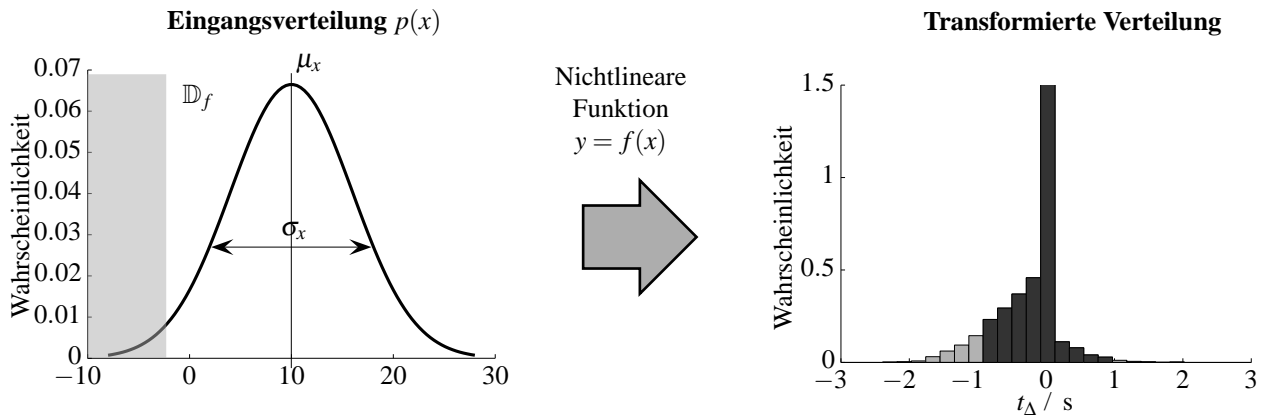 Eingangsverteilung p(x)
μₓ
0.07
0.06
0.05
0.04
0.03
0.02
0.01
0
Wahrscheinlichkeit
𝔻_f
σₓ
−10
0
10
20
30
Nichtlineare
Funktion
y = f(x)
Transformierte Verteilung
1.5
1
0.5
0
Wahrscheinlichkeit
−3
−2
−1
0
1
2
3
t_Δ / s